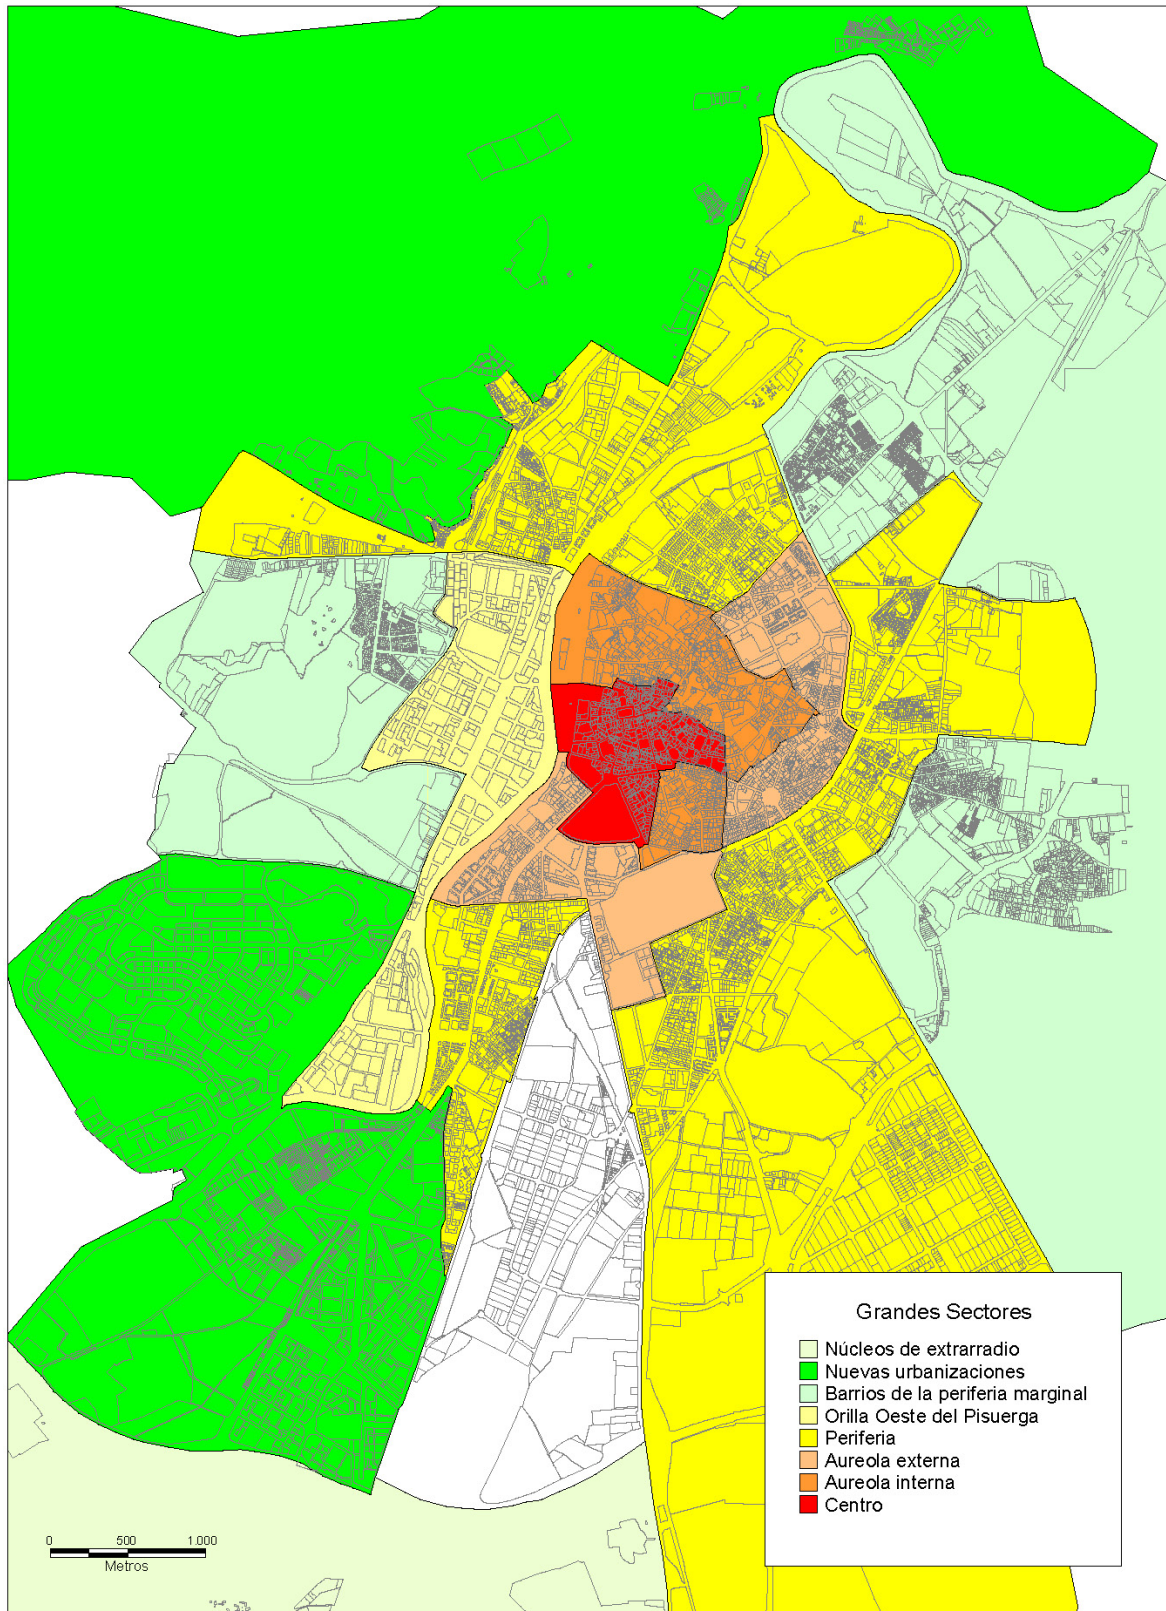 Grandes Sectores
Núcleos de extrarradio
Nuevas urbanizaciones
Barrios de la periferia marginal
Orilla Oeste del Pisuerga
Periferia
Aureola externa
Aureola interna
Centro
0 500 1.000
Metros